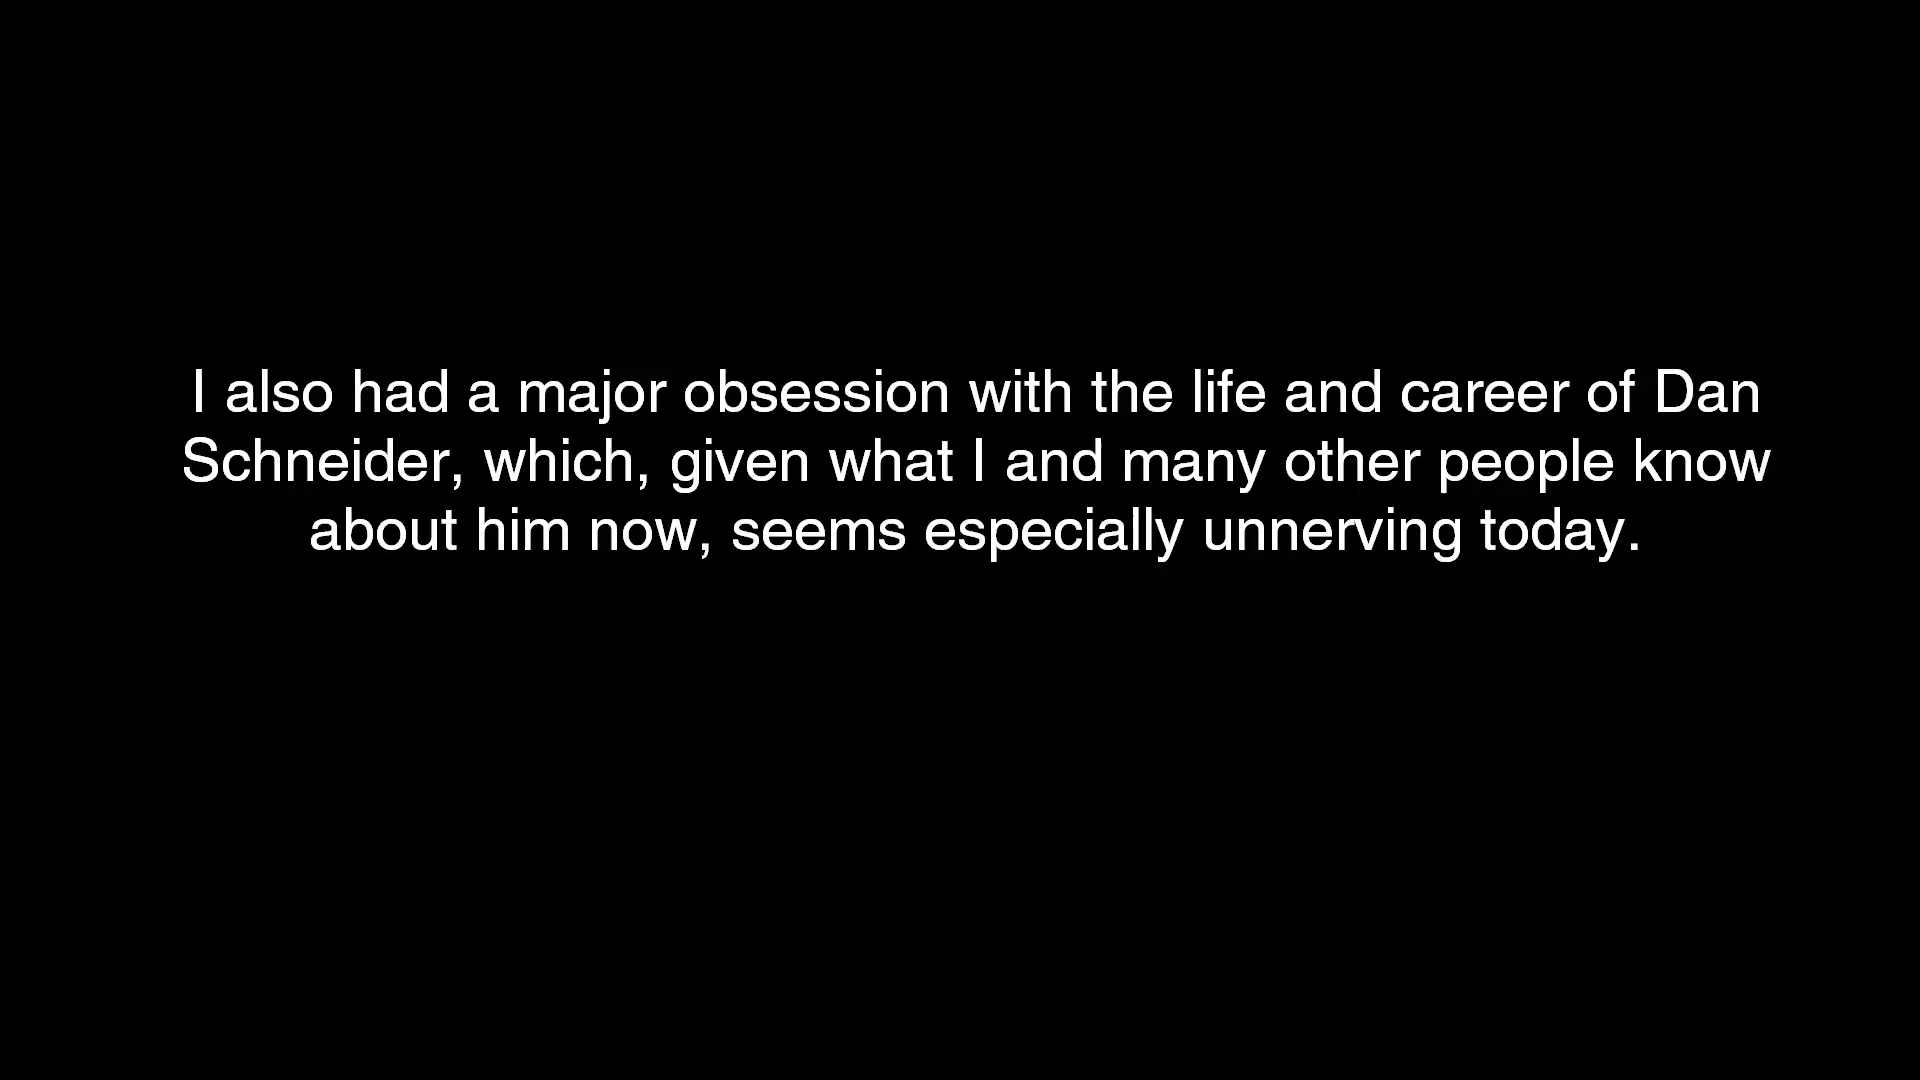 I also had a major obsession with the life and career of Dan
Schneider, which, given what I and many other people know
about him now, seems especially unnerving today.